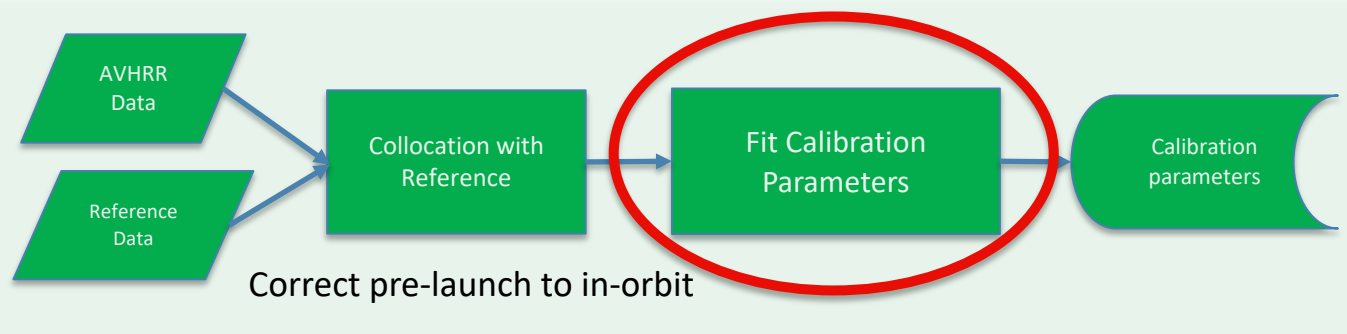 AVHRR
Data
Reference
Data
Collocation with
Reference
Fit Calibration
Parameters
Calibration
parameters
Correct pre-launch to in-orbit